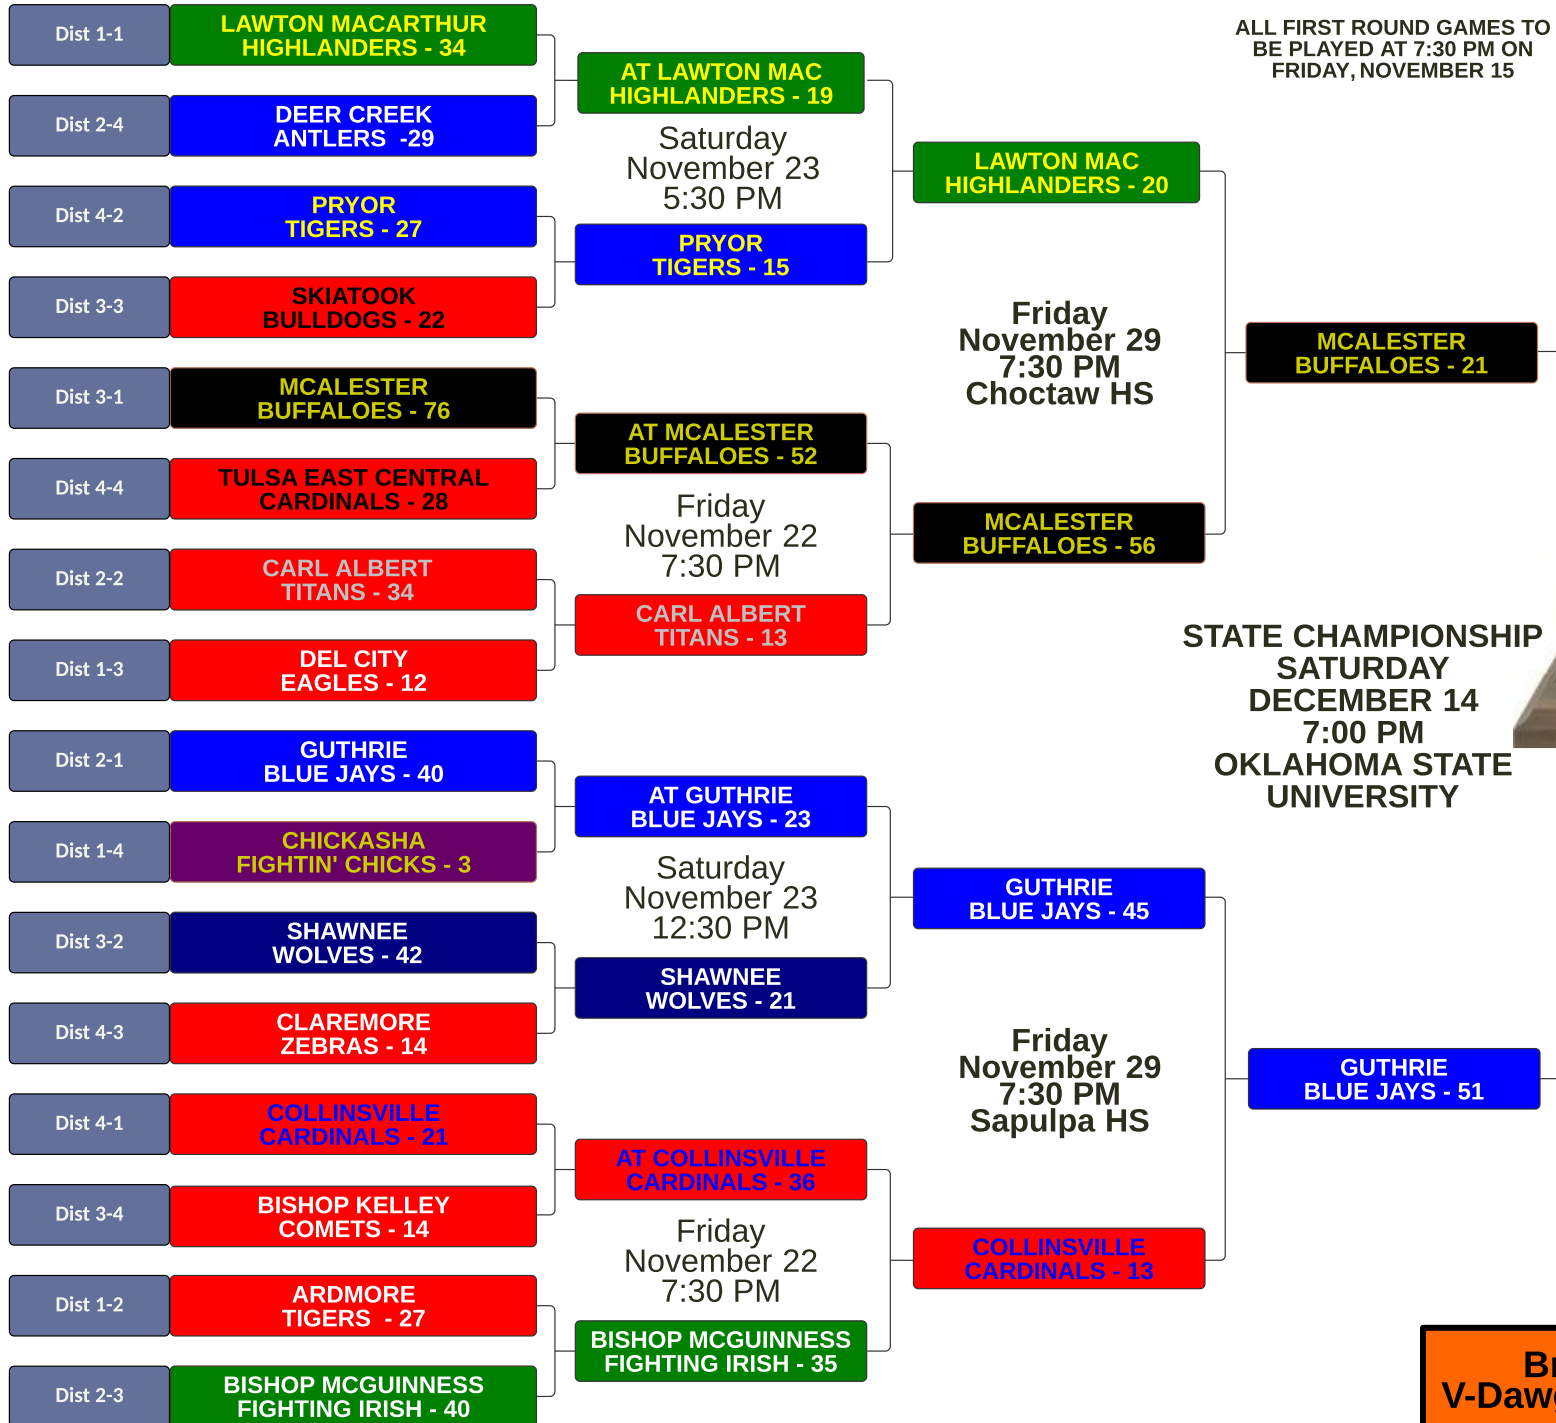 Dist 1-1
LAWTON MACARTHUR
HIGHLANDERS - 34
Dist 2-4
DEER CREEK
ANTLERS  -29
Dist 4-2
PRYOR
TIGERS - 27
Dist 3-3
SKIATOOK
BULLDOGS - 22
Dist 3-1
MCALESTER
BUFFALOES - 76
Dist 4-4
TULSA EAST CENTRAL
CARDINALS - 28
Dist 2-2
CARL ALBERT
TITANS - 34
Dist 1-3
DEL CITY
EAGLES - 12
Dist 2-1
GUTHRIE
BLUE JAYS - 40
Dist 1-4
CHICKASHA
FIGHTIN' CHICKS - 3
Dist 3-2
SHAWNEE
WOLVES - 42
Dist 4-3
CLAREMORE
ZEBRAS - 14
Dist 4-1
COLLINSVILLE
CARDINALS - 21
Dist 3-4
BISHOP KELLEY
COMETS - 14
Dist 1-2
ARDMORE
TIGERS  - 27
Dist 2-3
BISHOP MCGUINNESS
FIGHTING IRISH - 40
AT LAWTON MAC
HIGHLANDERS - 19
Saturday
November 23
5:30 PM
PRYOR
TIGERS - 15
AT MCALESTER
BUFFALOES - 52
Friday
November 22
7:30 PM
CARL ALBERT
TITANS - 13
AT GUTHRIE
BLUE JAYS - 23
Saturday
November 23
12:30 PM
SHAWNEE
WOLVES - 21
AT COLLINSVILLE
CARDINALS - 36
Friday
November 22
7:30 PM
BISHOP MCGUINNESS
FIGHTING IRISH - 35
LAWTON MAC
HIGHLANDERS - 20
Friday
November 29
7:30 PM
Choctaw HS
MCALESTER
BUFFALOES - 56
GUTHRIE
BLUE JAYS - 45
Friday
November 29
7:30 PM
Sapulpa HS
COLLINSVILLE
CARDINALS - 13
ALL FIRST ROUND GAMES TO
BE PLAYED AT 7:30 PM ON
FRIDAY, NOVEMBER 15
MCALESTER
BUFFALOES - 21
STATE CHAMPIONSHIP
SATURDAY
DECEMBER 14
7:00 PM
OKLAHOMA STATE
UNIVERSITY
GUTHRIE
BLUE JAYS - 51